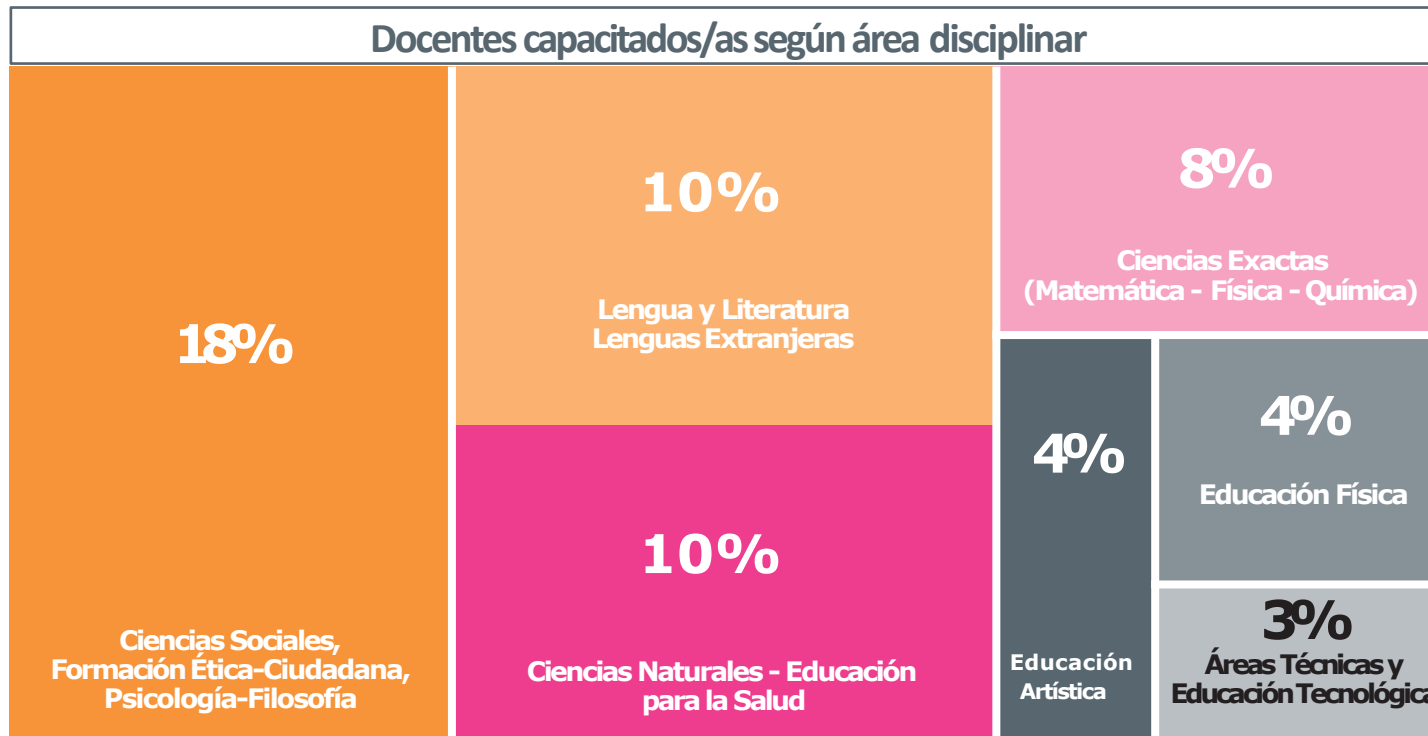 Docentes capacitados/as según área disciplinar
18%
Ciencias Sociales,
Formación Ética-Ciudadana,
Psicología-Filosofía
10%
Lengua y Literatura
Lenguas Extranjeras
10%
Ciencias Naturales - Educación
para la Salud
8%
Ciencias Exactas
(Matemática - Física - Química)
4%
Educación
Artística
4%
Educación Física
3%
Áreas Técnicas y
Educación Tecnológica